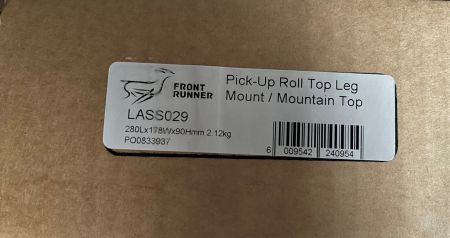 FRONT
RUNNER
Pick-Up Roll Top Leg
Mount / Mountain Top
LASS029
280Lx178Wx90Hmm 2.12kg
PO0833937
6 009542 240954